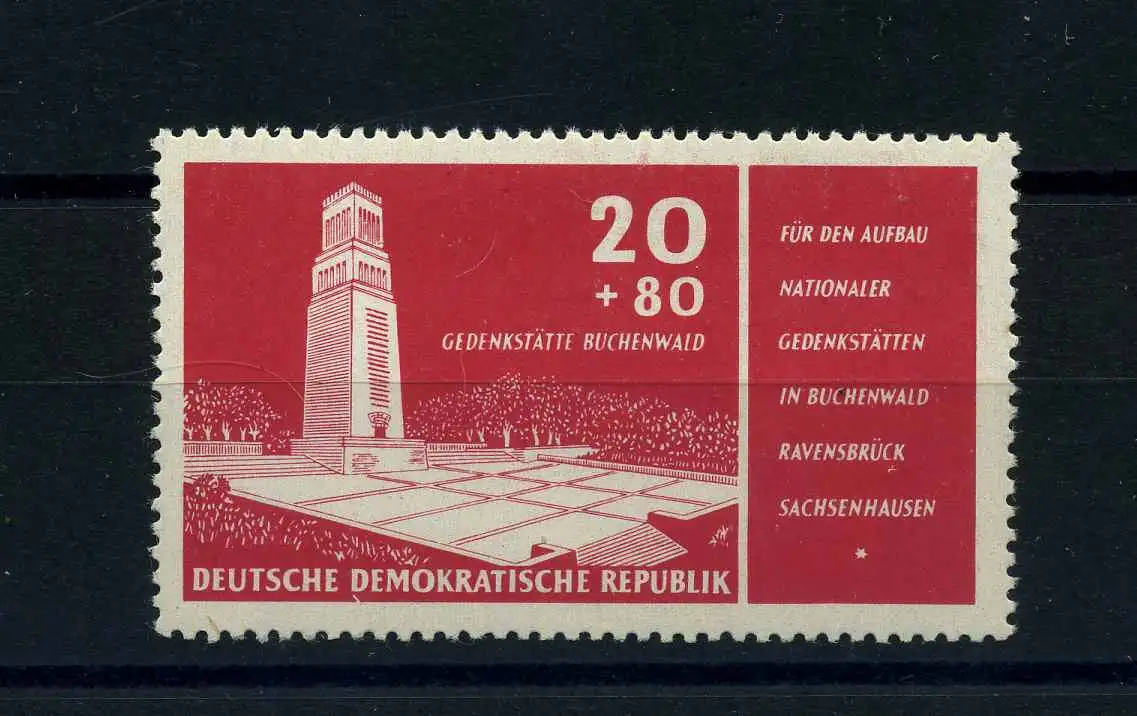 20
+ 80
GEDENKSTÄTTE BUCHENWALD
DEUTSCHE DEMOKRATISCHE REPUBLIK
FÜR DEN AUFBAU
NATIONALER
GEDENKSTÄTTEN
IN BUCHENWALD
RAVENSBRÜCK
SACHSENHAUSEN
*